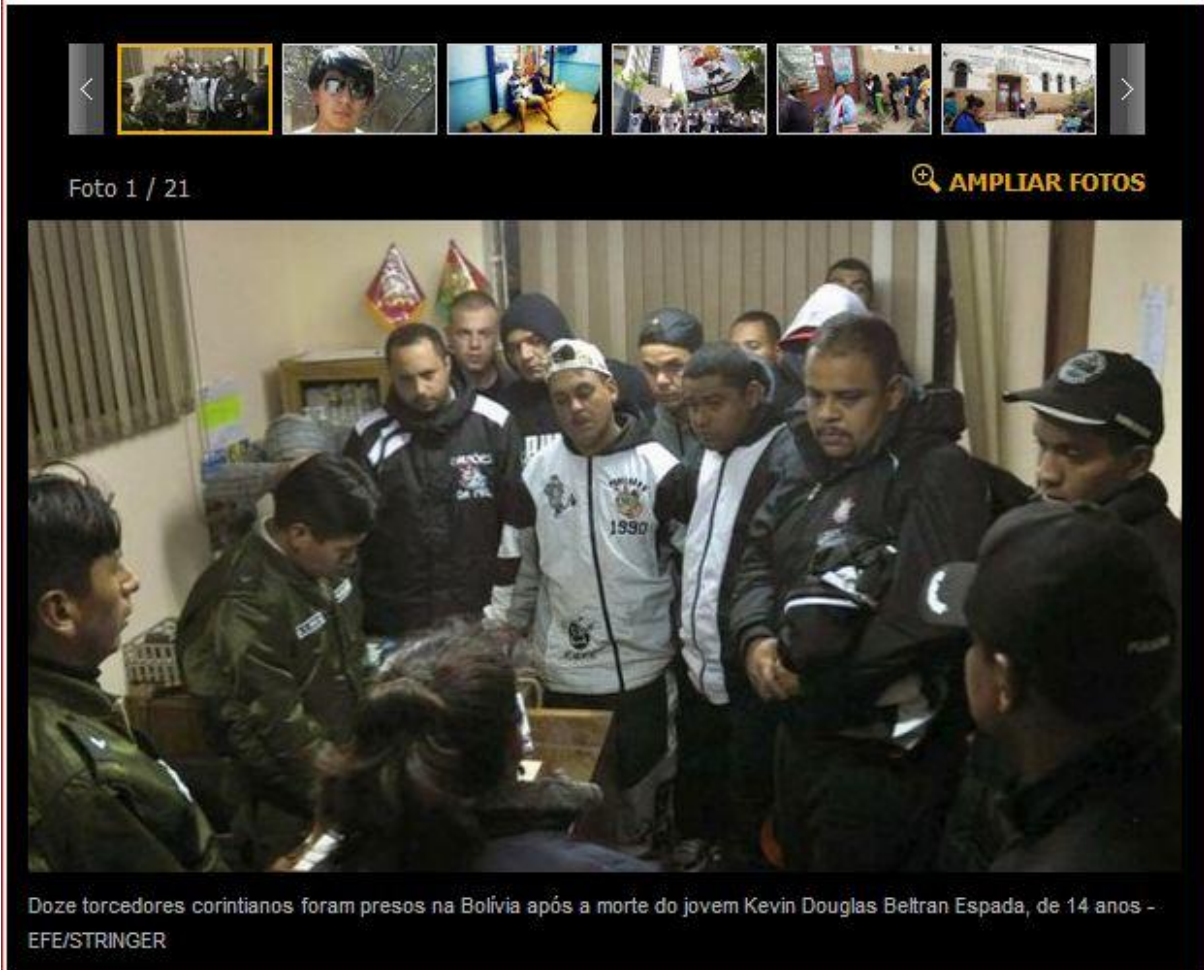 Foto 1 / 21
AMPLIAR FOTOS
1990
Doze torcedores corintianos foram presos na Bolívia após a morte do jovem Kevin Douglas Beltran Espada, de 14 anos -
EFE/STRINGER